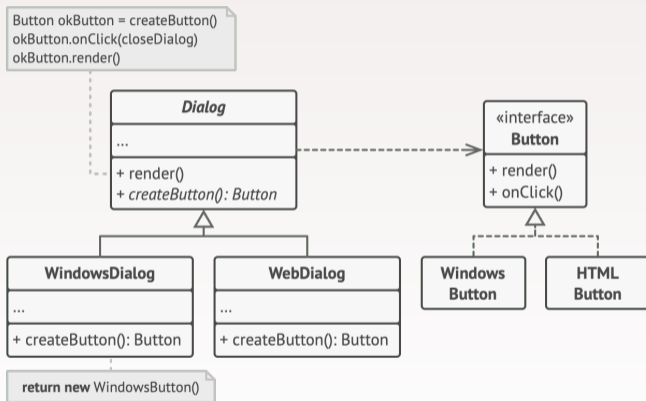 Button okButton = createButton()
okButton.onClick(closeDialog)
okButton.render()
Dialog
...
+ render()
+ createButton(): Button
«interface»
Button
+ render()
+ onClick()
WindowsDialog
...
+ createButton(): Button
WebDialog
...
+ createButton(): Button
Windows
Button
HTML
Button
return new WindowsButton()